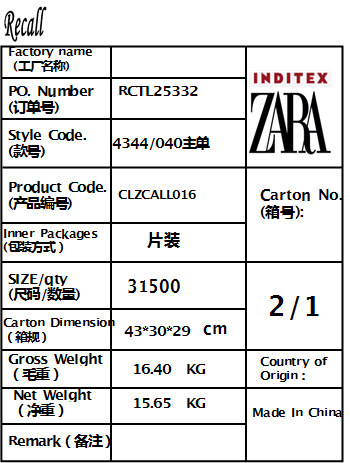 Recall
Factory name
(工厂名称)
PO. Number
(订单号)
RCTL25332
INDITEX
ZARA
Style Code.
(款号)
4344/040主单
Product Code.
(产品编号)
CLZCALL016
Carton No.
(箱号):
Inner Packages
(包装方式)
片装
SIZE/qty
(尺码/数量)
31500
2/1
Carton Dimension
(箱规)
43*30*29 cm
Gross Weight
(毛重)
16.40 KG
Country of
Origin :
Net Weight
(净重)
15.65 KG
Made In China
Remark (备注)